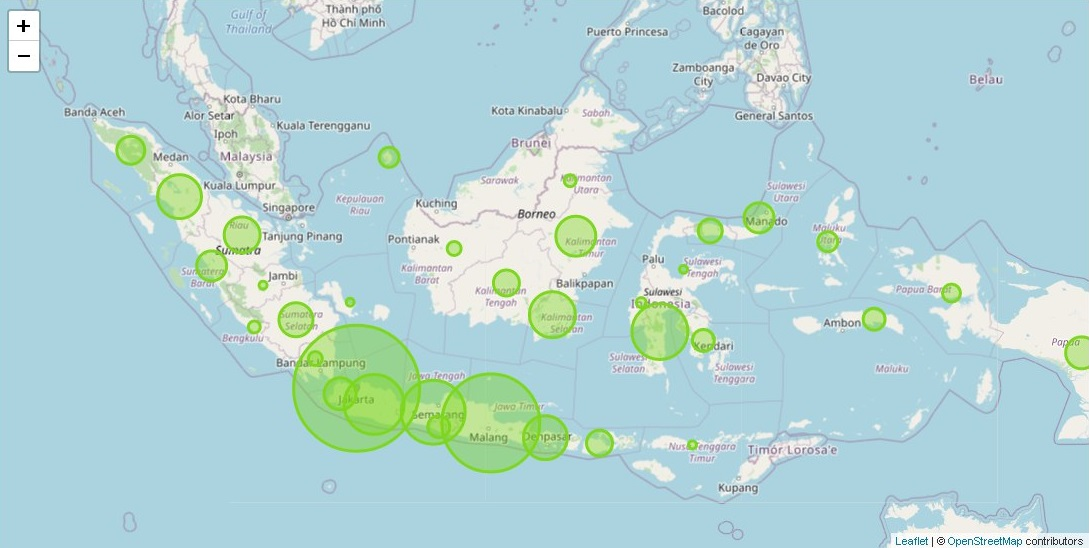 +
−
Gulf of
Thailand
Thành phố
Hồ Chí Minh
Bacolod
Puerto Princesa
Cagayan
de Oro
Zamboanga
City
Davao City
Belau
General Santos
Banda Aceh
Kota Bharu
Alor Setar
Ipoh
Kuala Terengganu
Kota Kinabalu
Sabah
Brunei
Medan
Malaysia
Kuala Lumpur
Sarawak
Kalimantan
Utara
Sulawesi
Utara
Kepulauan
Riau
Kuching
Singapore
Borneo
Manado
Riau
Tanjung Pinang
Pontianak
Maluku
Utara
Sumatra
Kalimantan
Timur
Palu
Sulawesi
Tengah
Sumatera
Barat
Jambi
Kalimantan
Barat
Kalimantan
Tengah
Balikpapan
Sulawesi
Indonesia
Papua Barat
Sumatera
Selatan
Kalimantan
Selatan
Ambon
Bengkulu
Kendari
Papua
Bandar Lampung
Sulawesi
Selatan
Sulawesi
Tenggara
Maluku
Jawa Tengah
Jakarta
Semarang
Jawa Timur
Malang
Denpasar
Nusa Tenggara
Timur
Timór Lorosa'e
Kupang
Leaflet | © OpenStreetMap contributors